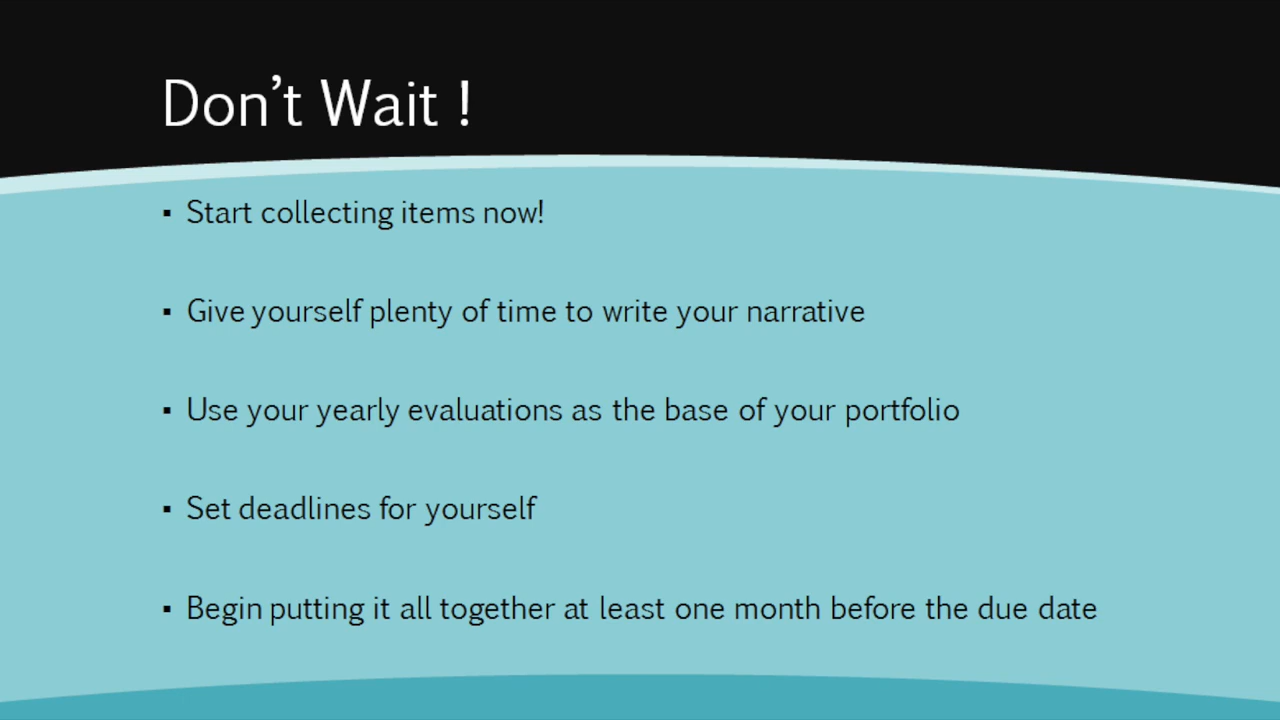 Don’t Wait !
▪ Start collecting items now!
▪ Give yourself plenty of time to write your narrative
▪ Use your yearly evaluations as the base of your portfolio
▪ Set deadlines for yourself
▪ Begin putting it all together at least one month before the due date